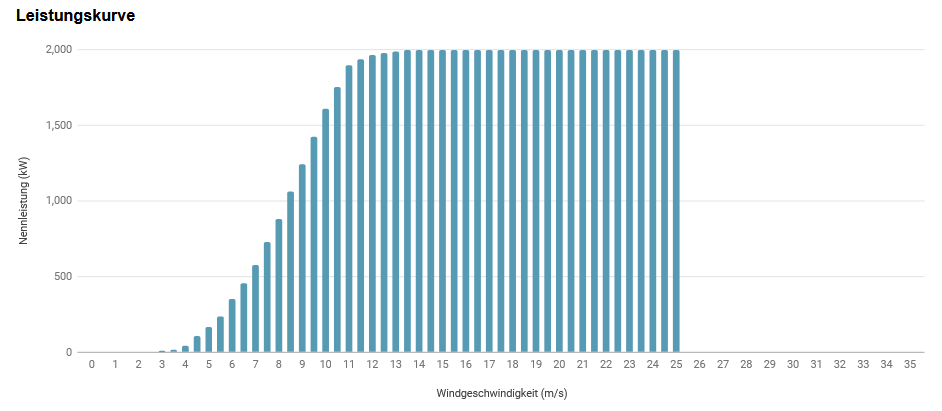 Leistungskurve
2,000
1,500
1,000
500
0
Nennleistung (kW)
0 1 2 3 4 5 6 7 8 9 10 11 12 13 14 15 16 17 18 19 20 21 22 23 24 25 26 27 28 29 30 31 32 33 34 35
Windgeschwindigkeit (m/s)